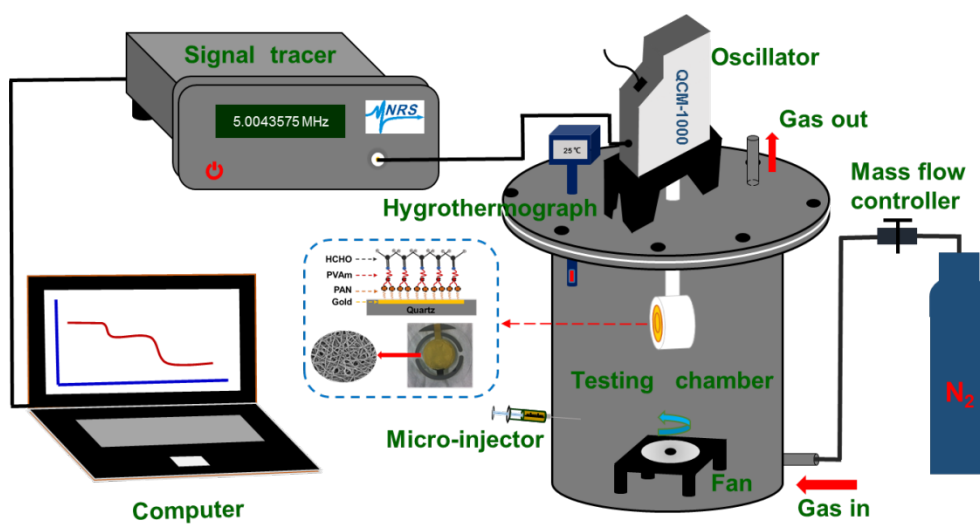 Signal tracer
5.0043575 MHz
NRS
Oscillator
QCM-1000
25℃
Gas out
Mass flow
controller
Hygrothermograph
HCHO
PVAm
PAN
Gold
Quartz
Testing chamber
N2
Micro-injector
Fan
Gas in
Computer